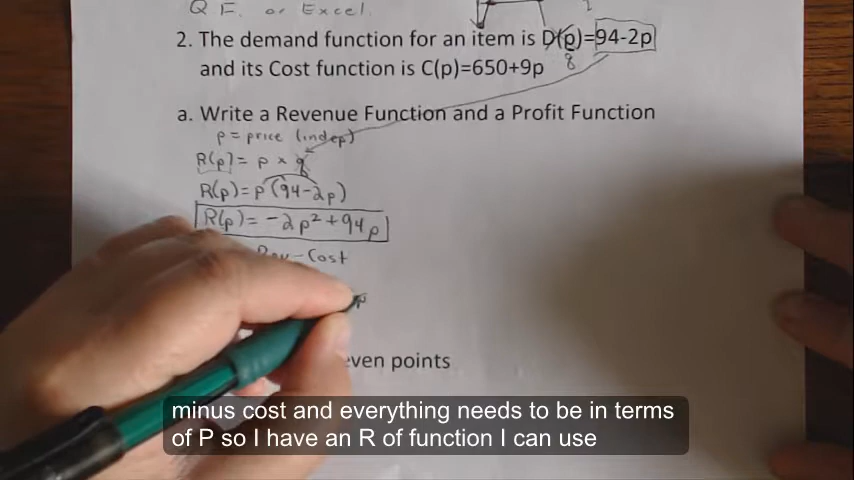 Q.F. or Excel.
2. The demand function for an item is D(p)=94-2p
8
and its Cost function is C(p)=650+9p
a. Write a Revenue Function and a Profit Function
p = price (indep)
R(p) = p × q
R(p) = p (94-2p)
R(p) = -2p² + 94p
- Cost
even points
minus cost and everything needs to be in terms
of P so I have an R of function I can use